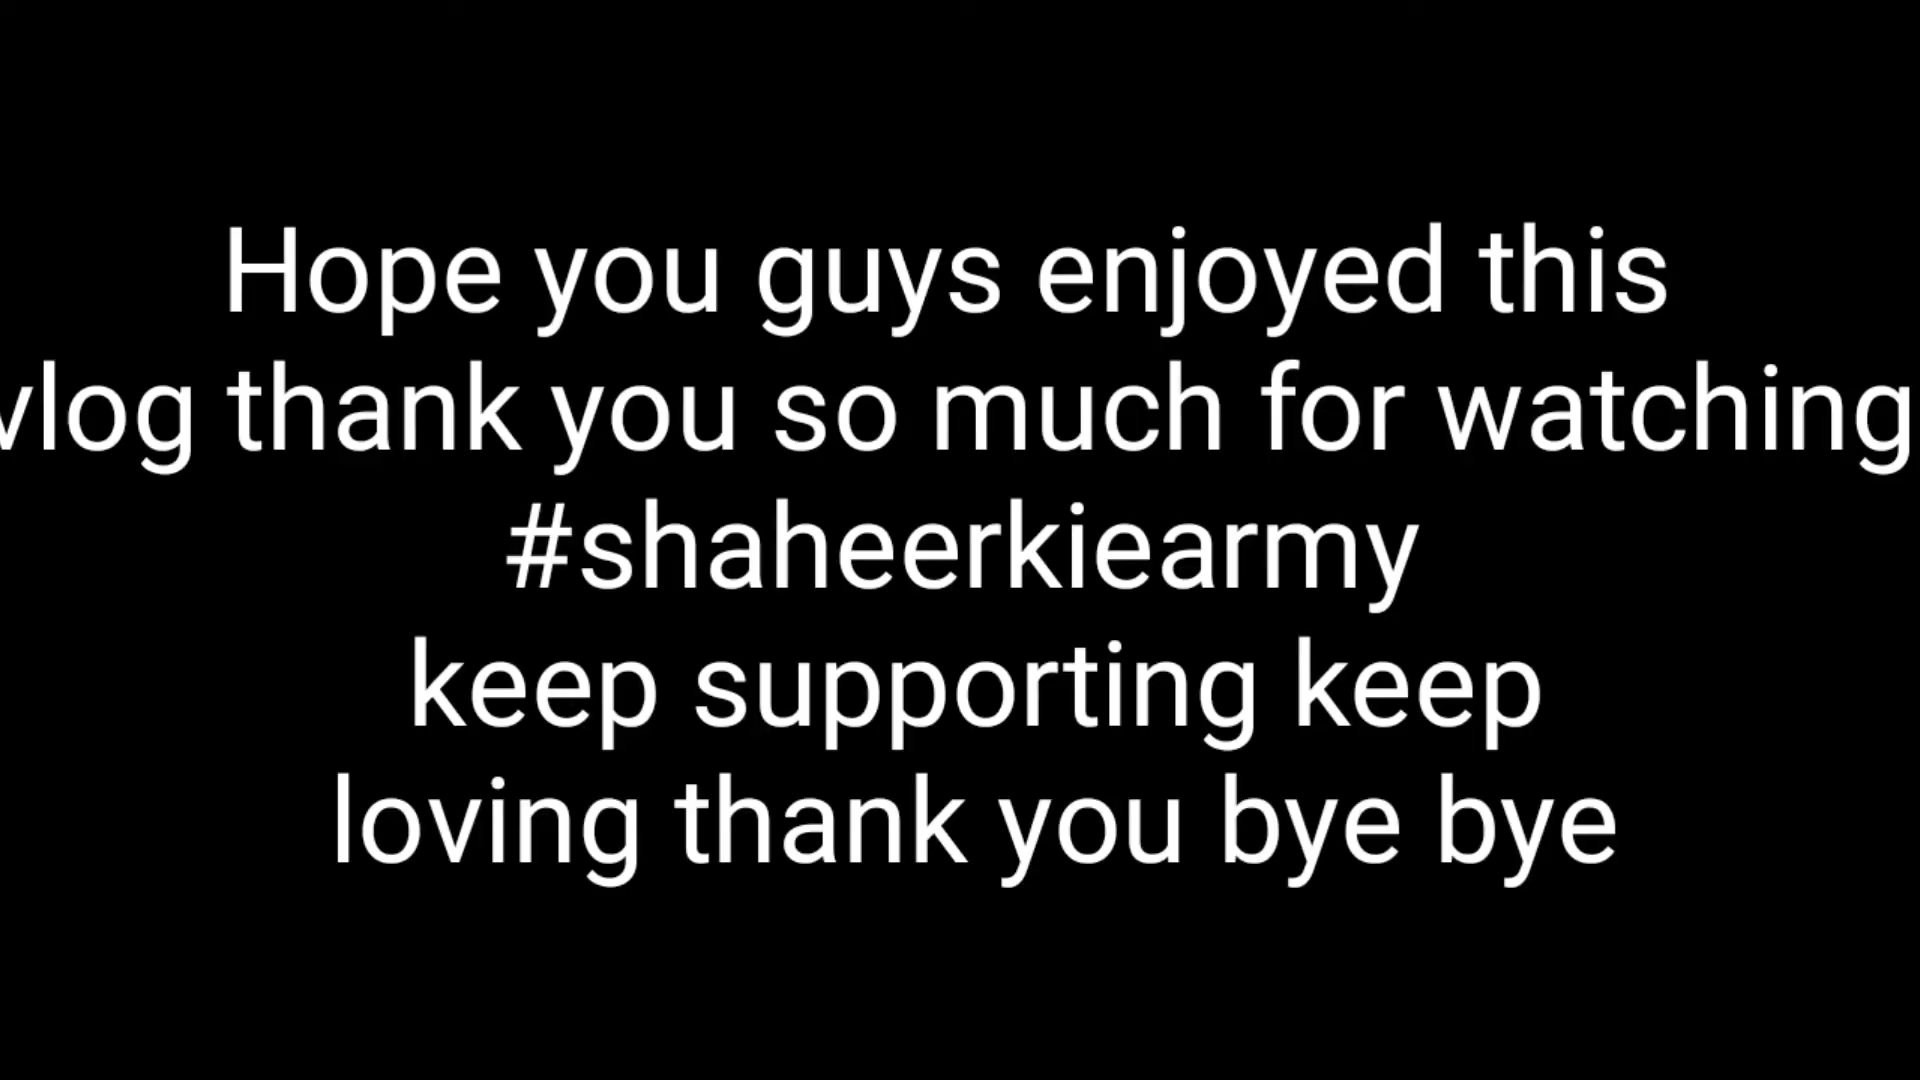 Hope you guys enjoyed this
vlog thank you so much for watching
#shaheerkiearmy
keep supporting keep
loving thank you bye bye